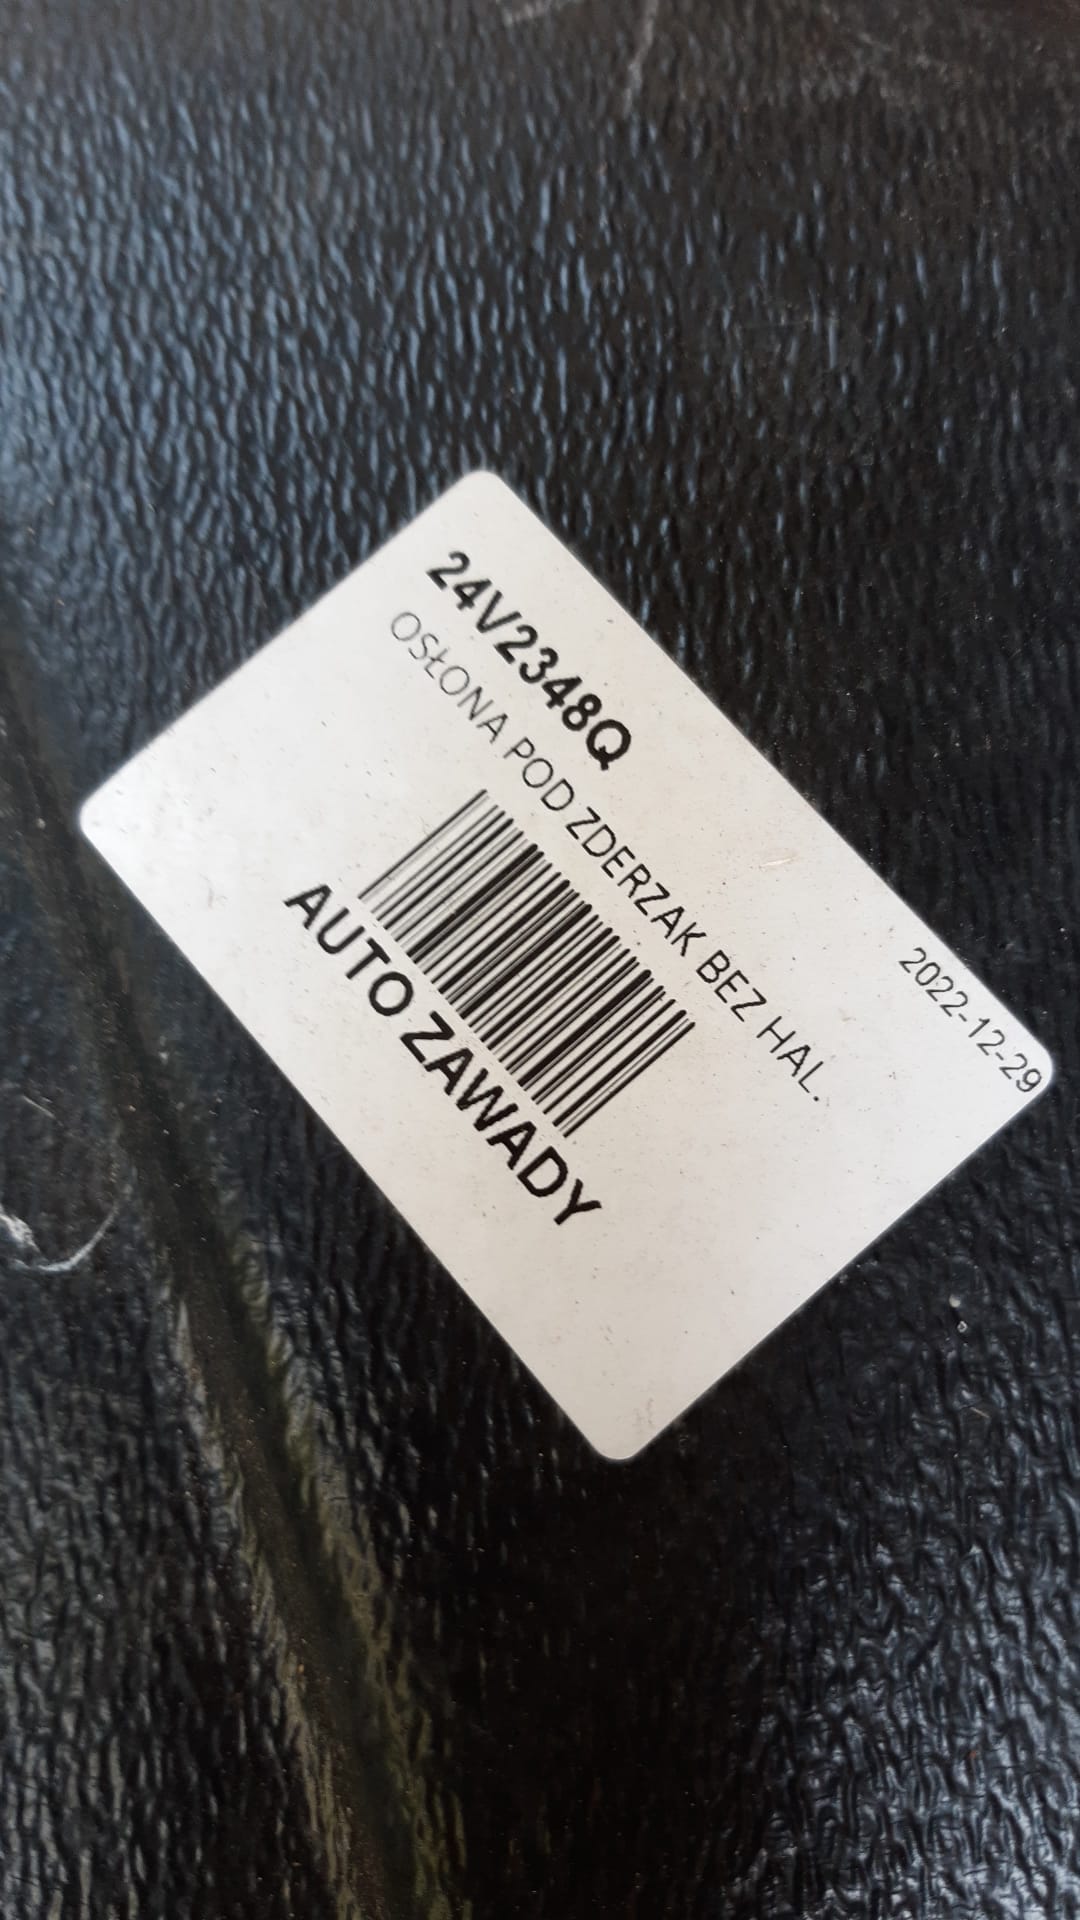 2022-12-29
24V2348Q
OSŁONA POD ZDERZAK BEZ HAL.
AUTO ZAWADY